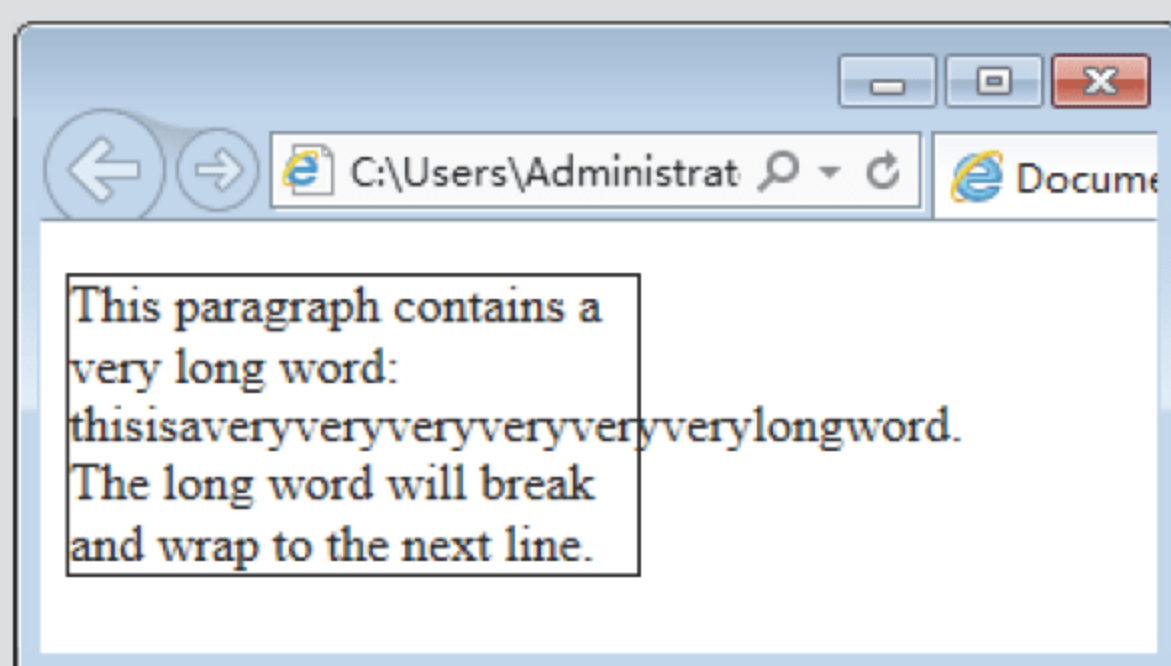 C:\Users\Administrat
Docume
This paragraph contains a
very long word:
thisisaveryveryveryveryveryverylongword.
The long word will break
and wrap to the next line.